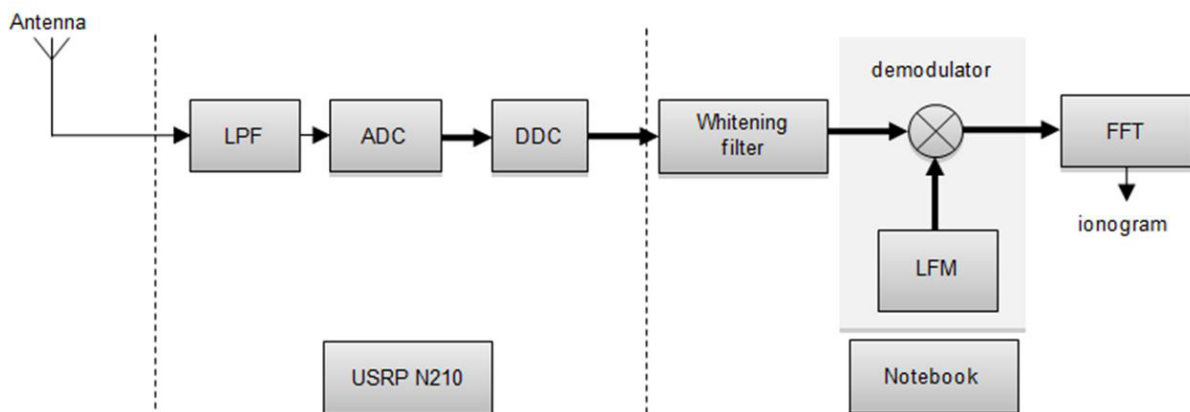 Antenna
LPF
ADC
DDC
Whitening
filter
demodulator
LFM
FFT
ionogram
USRP N210
Notebook